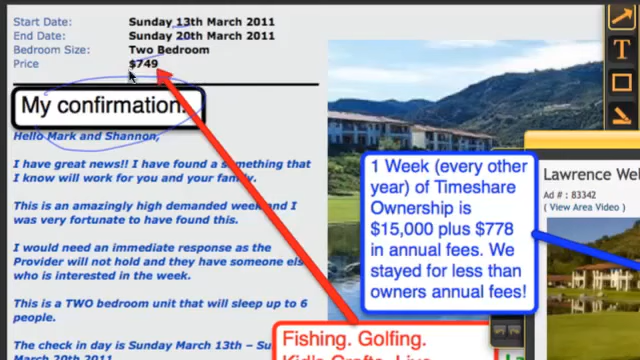 Start Date: Sunday 13th March 2011
End Date: Sunday 20th March 2011
Bedroom Size: Two Bedroom
Price $749
My confirmation.
Hello Mark and Shannon,
I have great news!! I have found a something that
I know will work for you and your family.
This is an amazingly high demanded week and I
was very fortunate to have found this.
I would need an immediate response as the
Provider will not hold and they have someone els
who is interested in the week.
This is a TWO bedroom unit that will sleep up to 6
people.
The check in day is Sunday March 13th – Su
March 20th 2011
1 Week (every other
year) of Timeshare
Ownership is
$15,000 plus $778
in annual fees. We
stayed for less than
owners annual fees!
Lawrence Wel
Ad # : 83342
( View Area Video )
Fishing. Golfing.
Kid's Crafts. Live
T